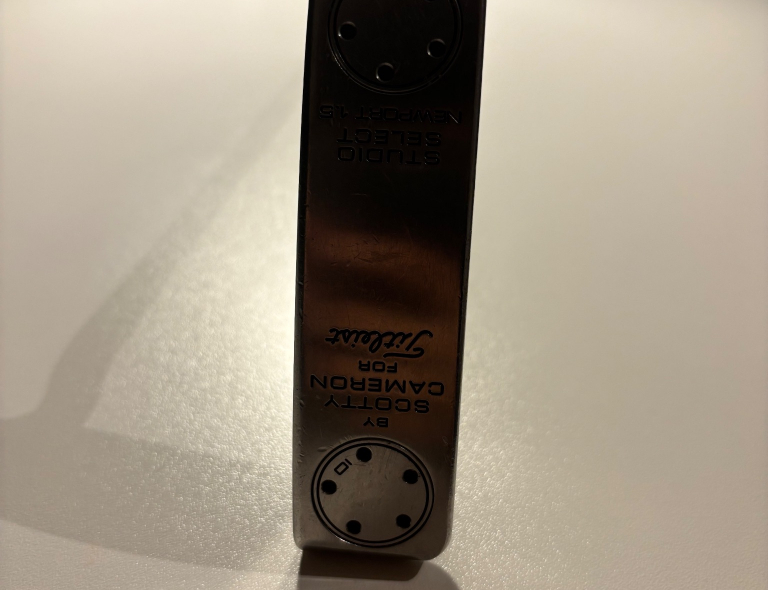 10
BY
SCOTTY
CAMERON
FOR
Titleist
STUDIO
SELECT
NEWPORT 1.5